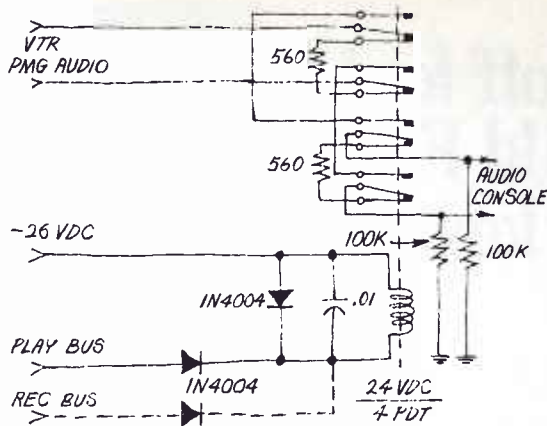 VTR
PMG AUDIO
560
560
AUDIO
CONSOLE
-26 VDC
100K
100K
1N4004
.01
PLAY BUS
1N4004
REC BUS
24 VDC
4 PDT